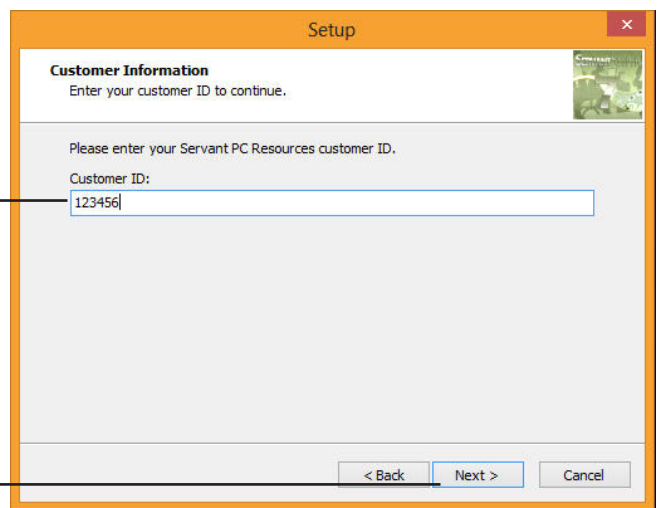 Setup
Customer Information
Enter your customer ID to continue.
Please enter your Servant PC Resources customer ID.
Customer ID:
123456
< Back Next > Cancel